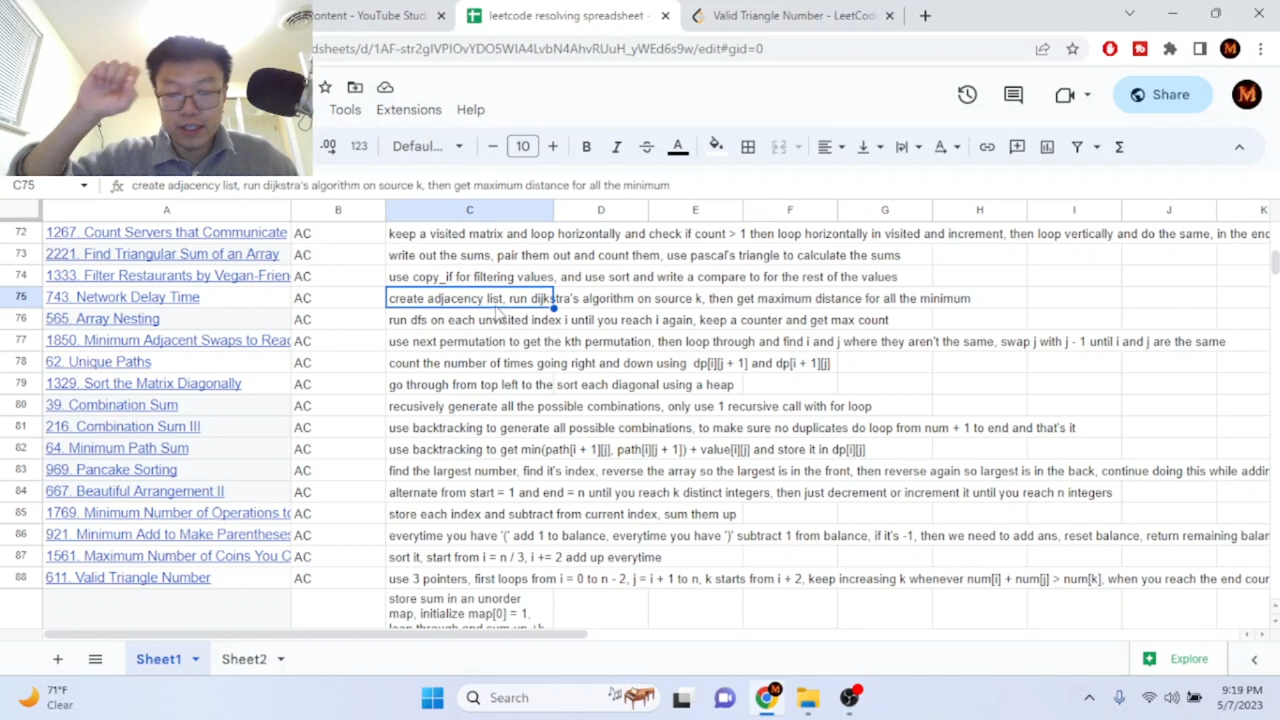 ontent - YouTube Studi
leetcode resolving spreadsheet -
Valid Triangle Number - LeetCod
dsheets/d/1AF-str2gIVPIOvYDO5WIA4LvbN4AhvRUuH_yWEd6s9w/edit#gid=0
Tools Extensions Help
Share
.00 123 Defaul... 10 B I A
C75 create adjacency list, run dijkstra's algorithm on source k, then get maximum distance for all the minimum
A B C D E F G H I J K
72 1267. Count Servers that Communicate AC keep a visited matrix and loop horizontally and check if count > 1 then loop horizontally in visited and increment, then loop vertically and do the same, in the end
73 2221. Find Triangular Sum of an Array AC write out the sums, pair them out and count them, use pascal's triangle to calculate the sums
74 1333. Filter Restaurants by Vegan-Frien AC use copy_if for filtering values, and use sort and write a compare to for the rest of the values
75 743. Network Delay Time AC create adjacency list, run dijkstra's algorithm on source k, then get maximum distance for all the minimum
76 565. Array Nesting AC run dfs on each unvisited index i until you reach i again, keep a counter and get max count
77 1850. Minimum Adjacent Swaps to Reac AC use next permutation to get the kth permutation, then loop through and find i and j where they aren't the same, swap j with j - 1 until i and j are the same
78 62. Unique Paths AC count the number of times going right and down using dp[i][j + 1] and dp[i + 1][j]
79 1329. Sort the Matrix Diagonally AC go through from top left to the sort each diagonal using a heap
80 39. Combination Sum AC recusively generate all the possible combinations, only use 1 recursive call with for loop
81 216. Combination Sum III AC use backtracking to generate all possible combinations, to make sure no duplicates do loop from num + 1 to end and that's it
82 64. Minimum Path Sum AC use backtracking to get min(path[i + 1][j], path[i][j + 1]) + value[i][j] and store it in dp[i][j]
83 969. Pancake Sorting AC find the largest number, find it's index, reverse the array so the largest is in the front, then reverse again so largest is in the back, continue doing this while addin
84 667. Beautiful Arrangement II AC alternate from start = 1 and end = n until you reach k distinct integers, then just decrement or increment it until you reach n integers
85 1769. Minimum Number of Operations to AC store each index and subtract from current index, sum them up
86 921. Minimum Add to Make Parentheses AC everytime you have '(' add 1 to balance, everytime you have ')' subtract 1 from balance, if it's -1, then we need to add ans, reset balance, return remaining balan
87 1561. Maximum Number of Coins You C AC sort it, start from i = n / 3, i += 2 add up everytime
88 611. Valid Triangle Number AC use 3 pointers, first loops from i = 0 to n - 2, j = i + 1 to n, k starts from i + 2, keep increasing k whenever num[i] + num[j] > num[k], when you reach the end coun
store sum in an unorder
map, initialize map[0] = 1,
Sheet1 Sheet2 Explore
71°F
Clear
Search
9:19 PM
5/7/2023